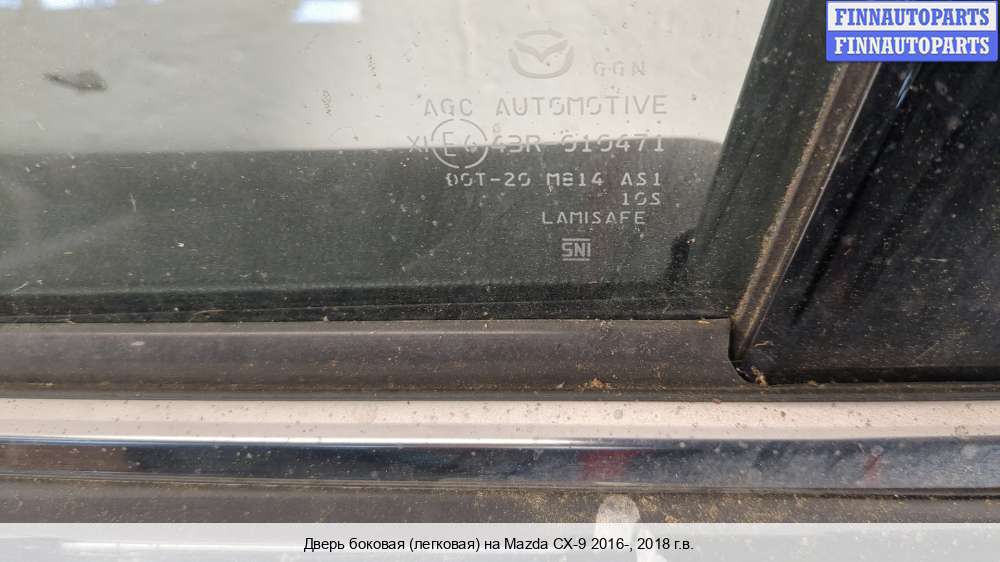 FINNAUTOPARTS
FINNAUTOPARTS
GGN
AGC AUTOMOTIVE
43R-010471
DOT-20 M814 AS1
10S
LAMISAFE
SNI
Дверь боковая (легковая) на Mazda CX-9 2016-, 2018 г.в.